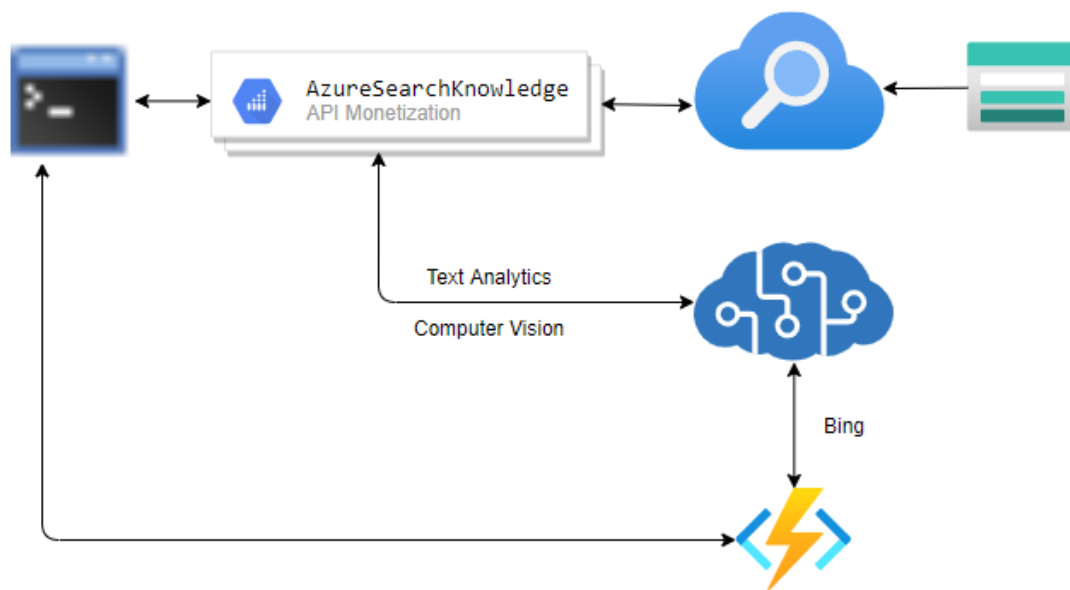 AzureSearchKnowledge
API Monetization
Text Analytics
Computer Vision
Bing